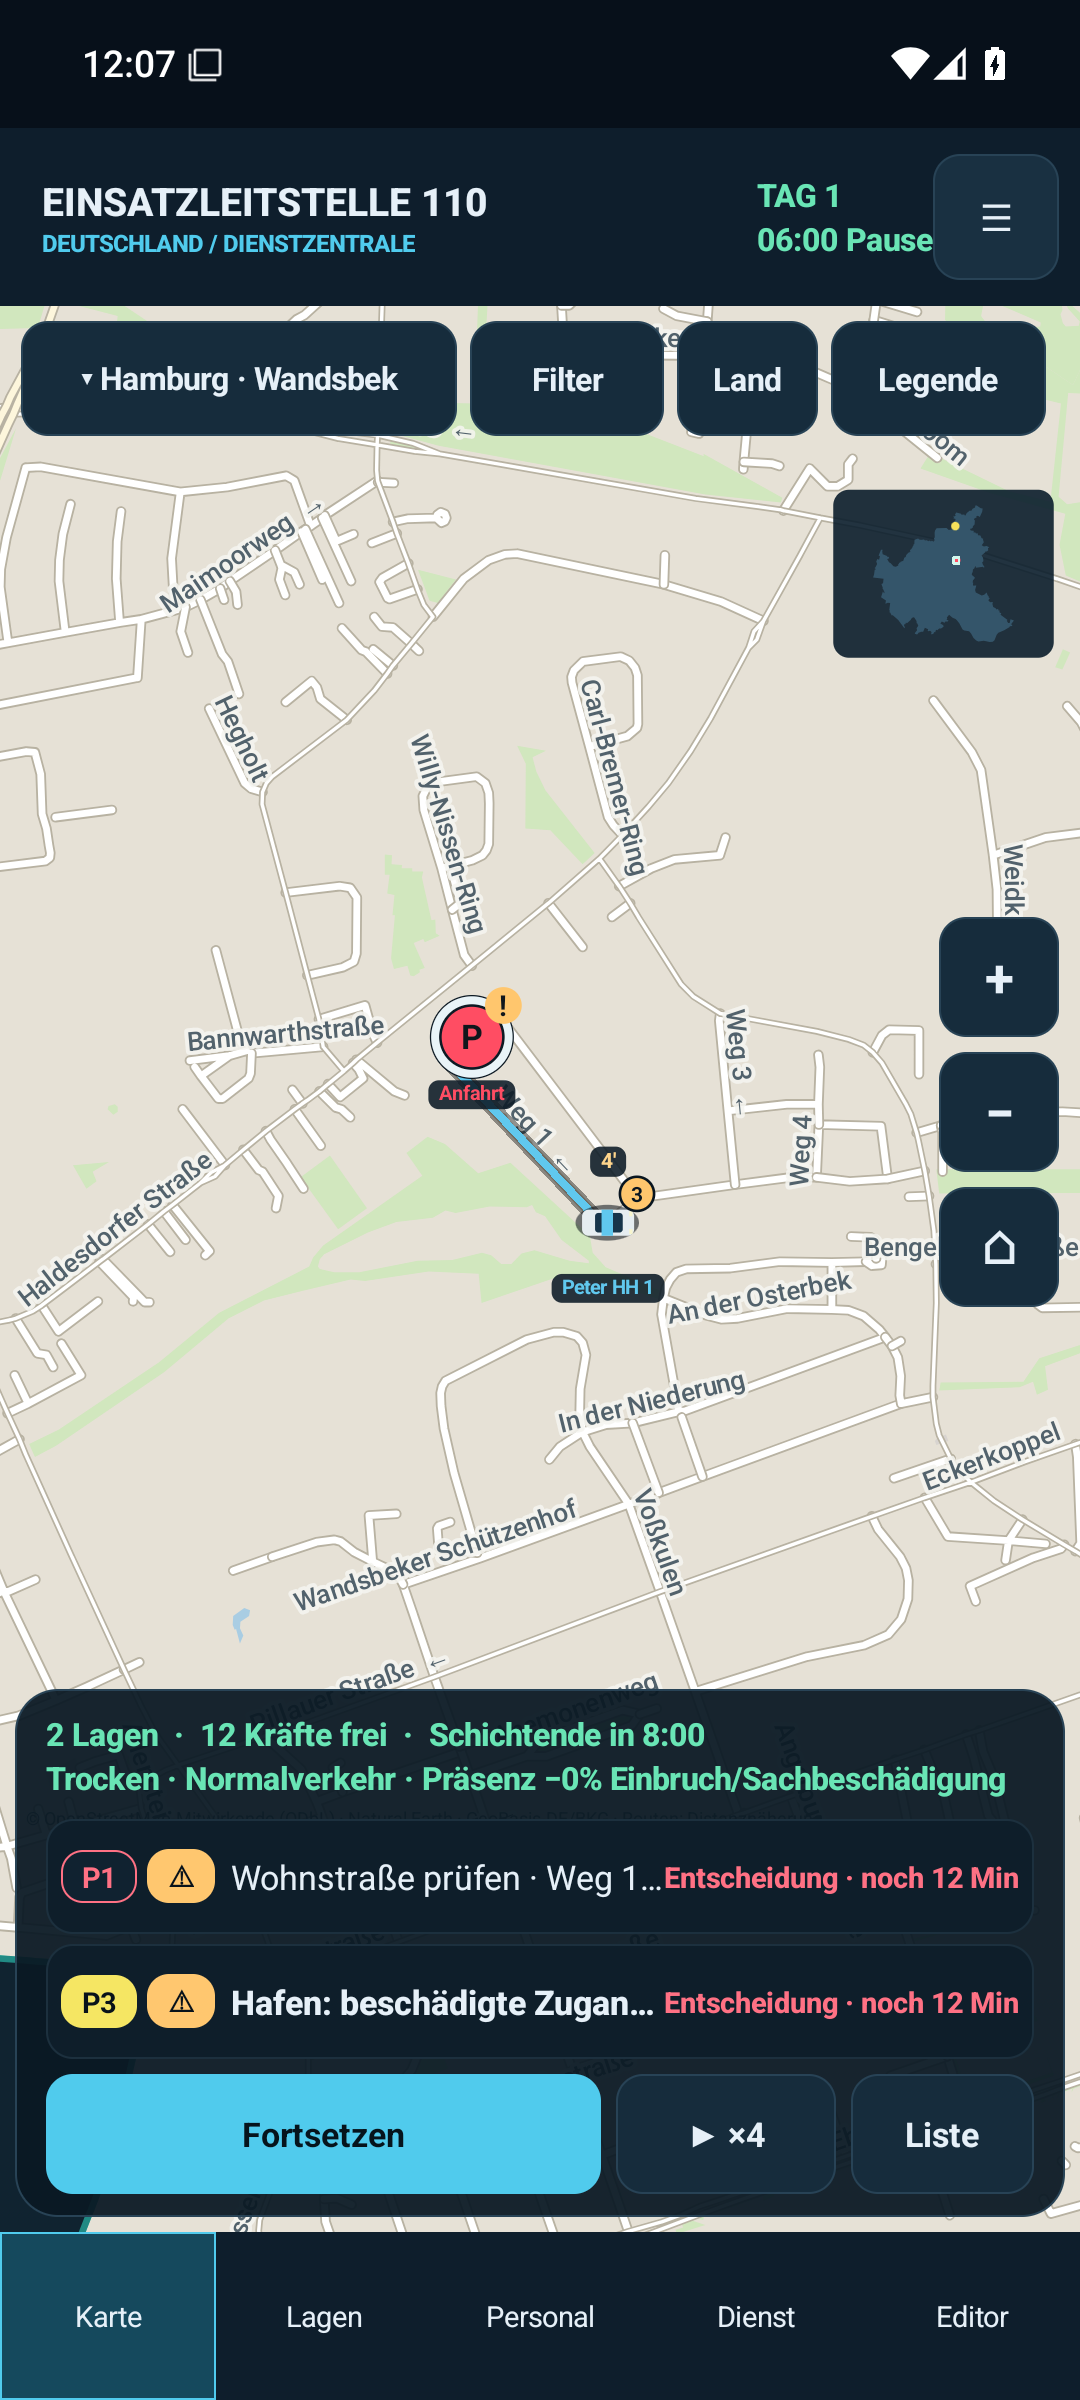 12:07
EINSATZLEITSTELLE 110
DEUTSCHLAND / DIENSTZENTRALE
TAG 1
06:00 Pause
☰
▼ Hamburg · Wandsbek
Filter
Land
Legende
Maimoorweg →
Hegholt
Willy-Nissen-Ring
Carl-Bremer-Ring
Weidk
+
Bannwarthstraße
!
P
Anfahrt
Weg 1 ←
Weg 3 ←
Weg 4
−
4'
3
Haldesdorfer Straße
Peter HH 1
Benge
An der Osterbek
In der Niederung
Eckerkoppel
Voßkulen
Wandsbeker Schützenhof
Pillauer Straße ←
2 Lagen · 12 Kräfte frei · Schichtende in 8:00
Trocken · Normalverkehr · Präsenz −0% Einbruch/Sachbeschädigung
P1 ⚠ Wohnstraße prüfen · Weg 1… Entscheidung · noch 12 Min
P3 ⚠ Hafen: beschädigte Zugan… Entscheidung · noch 12 Min
Fortsetzen
▶ ×4
Liste
Karte
Lagen
Personal
Dienst
Editor